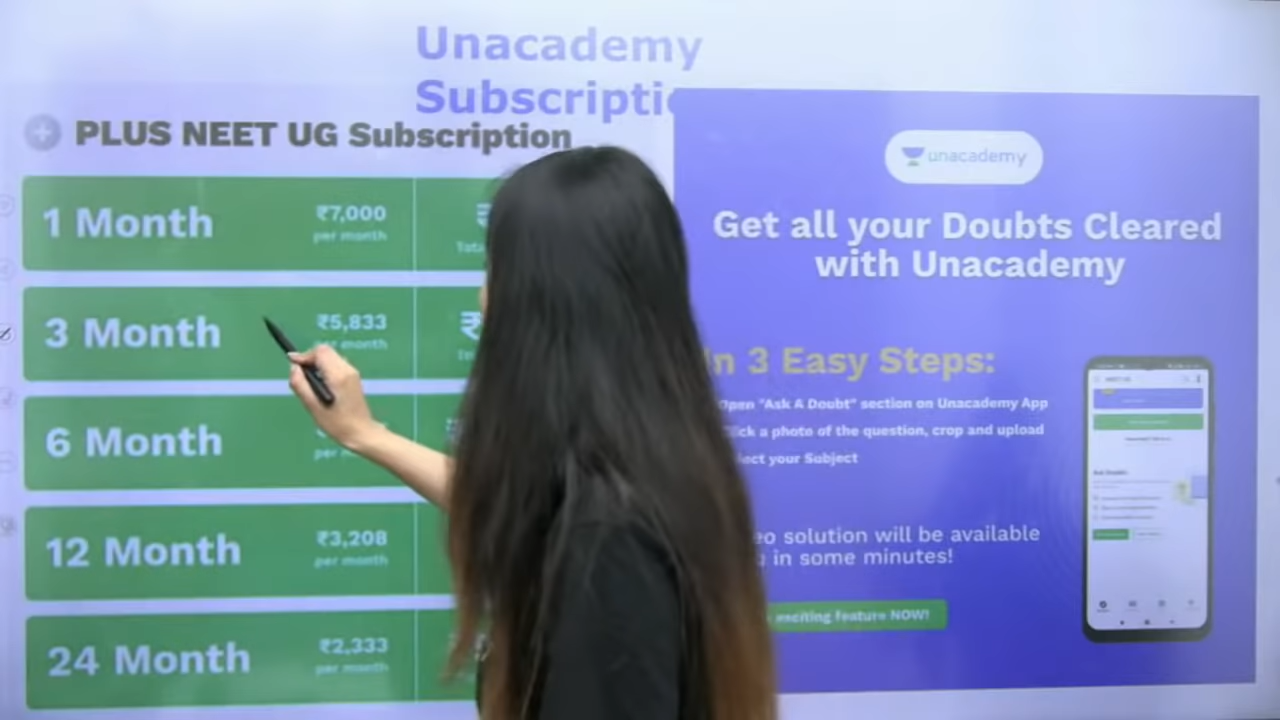 Unacademy
PLUS NEET UG Subscription
1 Month
₹7,000
per month
₹
3 Month
₹5,833
per month
₹
6 Month
12 Month
₹3,208
per month
24 Month
₹2,333
per month
unacademy
Get all your Doubts Cleared
with Unacademy
3 Easy Steps:
"Ask A Doubt" section on Unacademy App
a photo of the question, crop and upload
your Subject
solution will be available
in some minutes!
exciting feature NOW!